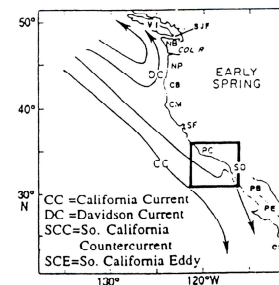 50°
40°
30°
N
130°
120°W
VI
SJF
NB
COL R
NP
DC
CB
CM
SF
EARLY
SPRING
PC
SD
CC
PB
PE
CC =California Current
DC =Davidson Current
SCC=So. California
Countercurrent
SCE=So. California Eddy